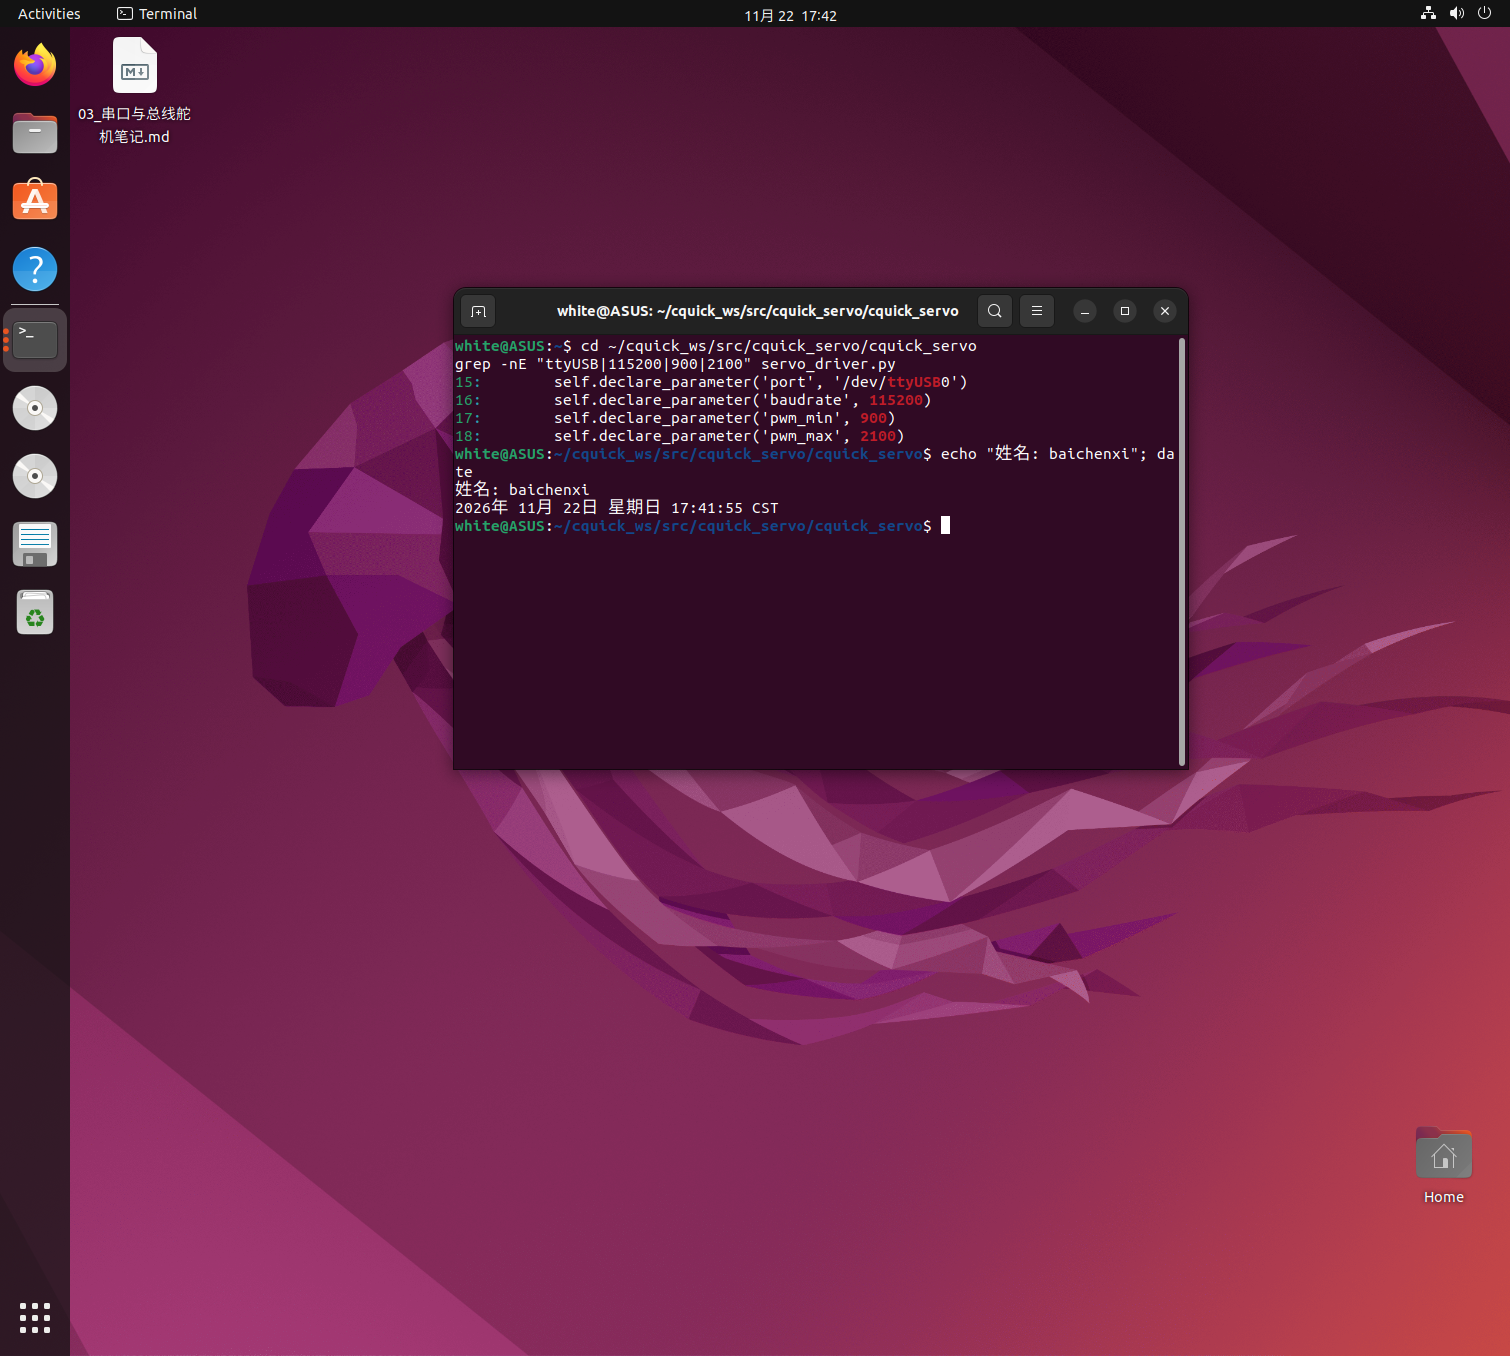 Activities
Terminal
11月 22 17:42
03_串口与总线舵
机笔记.md
white@ASUS: ~/cquick_ws/src/cquick_servo/cquick_servo
white@ASUS:~$ cd ~/cquick_ws/src/cquick_servo/cquick_servo
grep -nE "ttyUSB|115200|900|2100" servo_driver.py
15:        self.declare_parameter('port', '/dev/ttyUSB0')
16:        self.declare_parameter('baudrate', 115200)
17:        self.declare_parameter('pwm_min', 900)
18:        self.declare_parameter('pwm_max', 2100)
white@ASUS:~/cquick_ws/src/cquick_servo/cquick_servo$ echo "姓名: baichenxi"; da
te
姓名: baichenxi
2026年 11月 22日 星期日 17:41:55 CST
white@ASUS:~/cquick_ws/src/cquick_servo/cquick_servo$
Home